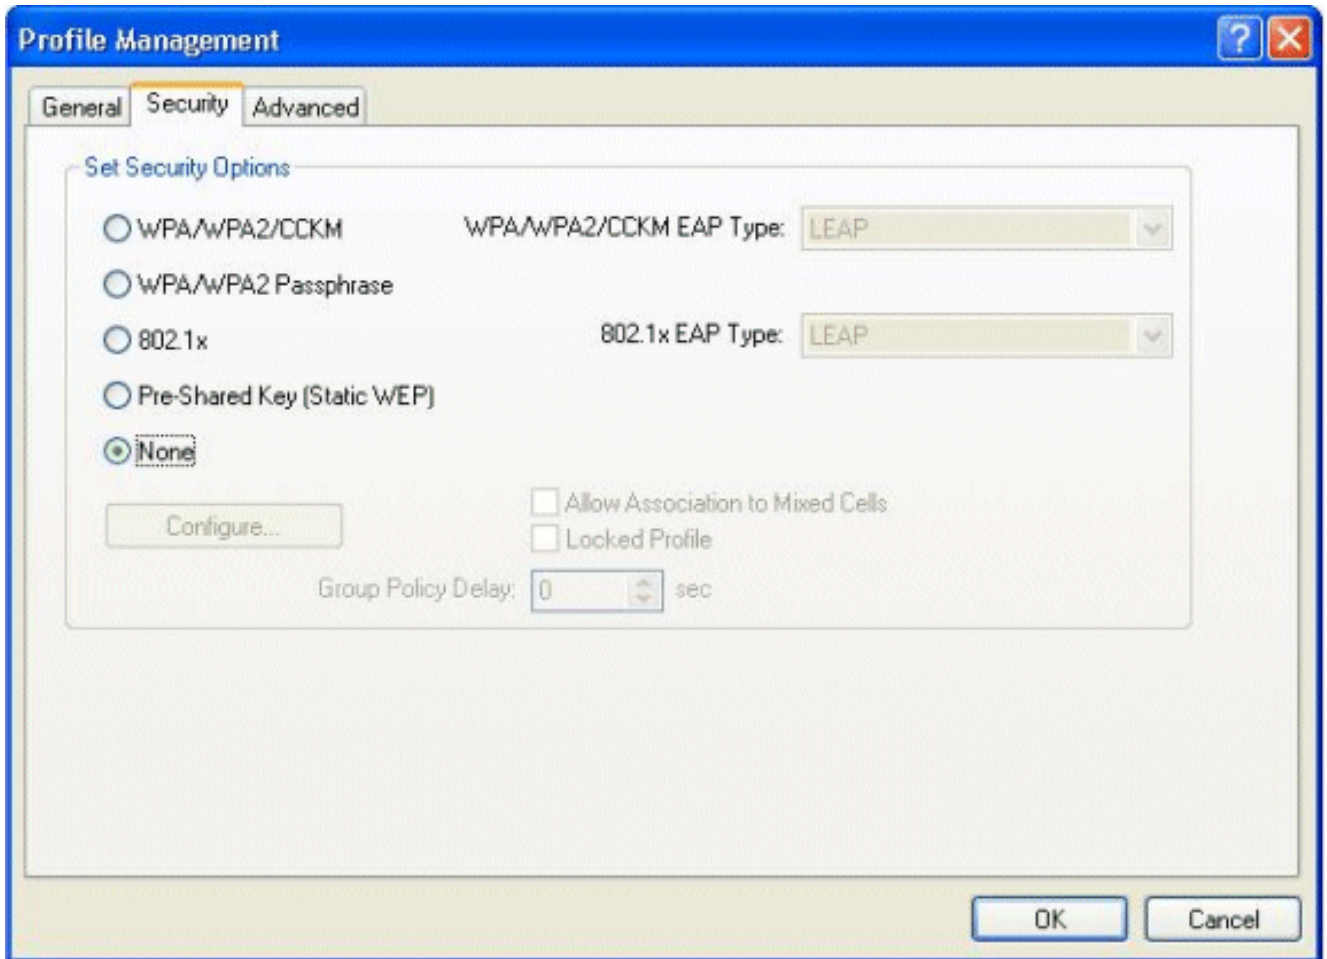 Profile Management
General Security Advanced
Set Security Options
WPA/WPA2/CCKM WPA/WPA2/CCKM EAP Type: LEAP
WPA/WPA2 Passphrase
802.1x 802.1x EAP Type: LEAP
Pre-Shared Key (Static WEP)
None
Configure... Allow Association to Mixed Cells
Locked Profile
Group Policy Delay: 0 sec
OK Cancel